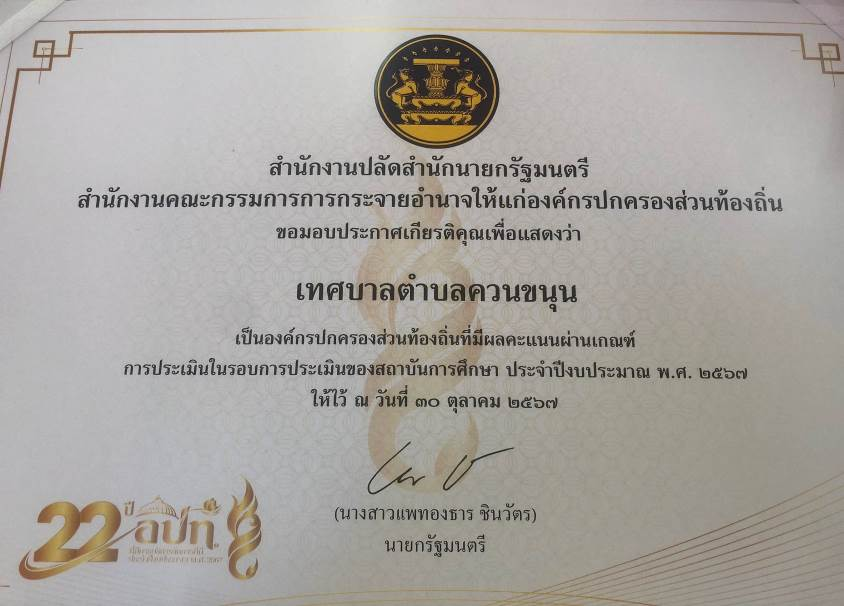 สำนักงานปลัดสำนักนายกรัฐมนตรี
สำนักงานคณะกรรมการการกระจายอำนาจให้แก่องค์กรปกครองส่วนท้องถิ่น
ขอมอบประกาศเกียรติคุณเพื่อแสดงว่า
เทศบาลตำบลควนขนุน
เป็นองค์กรปกครองส่วนท้องถิ่นที่มีผลคะแนนผ่านเกณฑ์
การประเมินในรอบการประเมินของสถาบันการศึกษา ประจำปีงบประมาณ พ.ศ. ๒๕๖๗
ให้ไว้ ณ วันที่ ๓๐ ตุลาคม ๒๕๖๗
(นางสาวแพทองธาร ชินวัตร)
นายกรัฐมนตรี
22 ปี อปท.